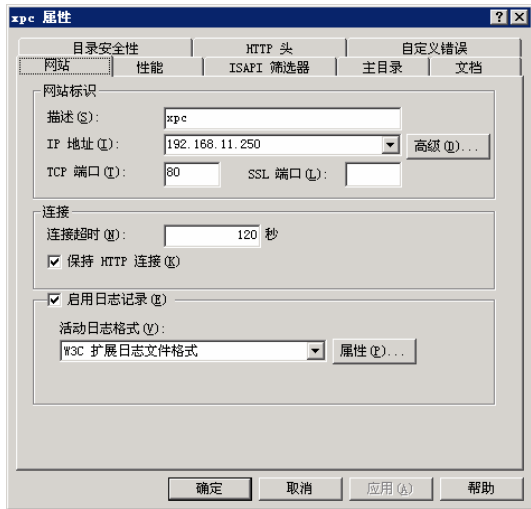 xpc 属性
目录安全性 HTTP 头 自定义错误
网站 性能 ISAPI 筛选器 主目录 文档
网站标识
描述(S): xpc
IP 地址(I): 192.168.11.250 高级(D)...
TCP 端口(T): 80 SSL 端口(L):
连接
连接超时(N): 120 秒
保持 HTTP 连接(K)
启用日志记录(E)
活动日志格式(V):
W3C 扩展日志文件格式 属性(P)...
确定 取消 应用(A) 帮助